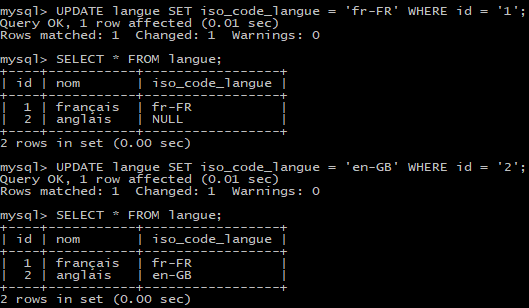 mysql> UPDATE langue SET iso_code_langue = 'fr-FR' WHERE id = '1';
Query OK, 1 row affected (0.01 sec)
Rows matched: 1  Changed: 1  Warnings: 0
mysql> SELECT * FROM langue;
+----+----------+-----------------+
| id | nom      | iso_code_langue |
+----+----------+-----------------+
|  1 | français | fr-FR           |
|  2 | anglais  | NULL            |
+----+----------+-----------------+
2 rows in set (0.00 sec)
mysql> UPDATE langue SET iso_code_langue = 'en-GB' WHERE id = '2';
Query OK, 1 row affected (0.01 sec)
Rows matched: 1  Changed: 1  Warnings: 0
mysql> SELECT * FROM langue;
+----+----------+-----------------+
| id | nom      | iso_code_langue |
+----+----------+-----------------+
|  1 | français | fr-FR           |
|  2 | anglais  | en-GB           |
+----+----------+-----------------+
2 rows in set (0.00 sec)